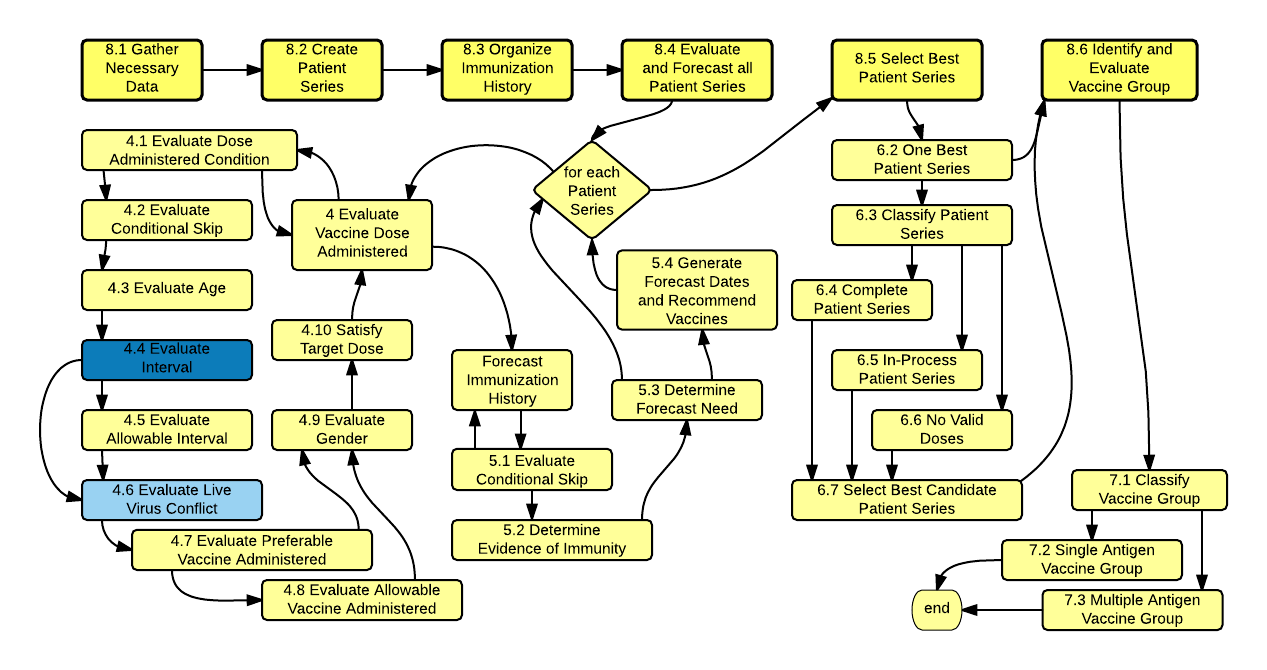 8.1 Gather
Necessary
Data
8.2 Create
Patient
Series
8.3 Organize
Immunization
History
8.4 Evaluate
and Forecast all
Patient Series
8.5 Select Best
Patient Series
8.6 Identify and
Evaluate
Vaccine Group
4.1 Evaluate Dose
Administered Condition
4.2 Evaluate
Conditional Skip
4.3 Evaluate Age
4.4 Evaluate
Interval
4.5 Evaluate
Allowable Interval
4.6 Evaluate Live
Virus Conflict
4.7 Evaluate Preferable
Vaccine Administered
4.8 Evaluate Allowable
Vaccine Administered
4 Evaluate
Vaccine Dose
Administered
4.10 Satisfy
Target Dose
4.9 Evaluate
Gender
for each
Patient
Series
Forecast
Immunization
History
5.1 Evaluate
Conditional Skip
5.2 Determine
Evidence of Immunity
5.4 Generate
Forecast Dates
and Recommend
Vaccines
5.3 Determine
Forecast Need
6.2 One Best
Patient Series
6.3 Classify Patient
Series
6.4 Complete
Patient Series
6.5 In-Process
Patient Series
6.6 No Valid
Doses
6.7 Select Best Candidate
Patient Series
7.1 Classify
Vaccine Group
7.2 Single Antigen
Vaccine Group
7.3 Multiple Antigen
Vaccine Group
end